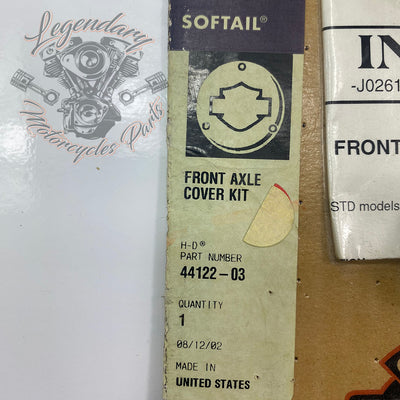 Legendary
Motorcycles Parts
SOFTAIL®
FRONT AXLE
COVER KIT
H-D®
PART NUMBER
44122-03
QUANTITY
1
08/12/02
MADE IN
UNITED STATES
IN
-J0261
FRONT
STD models